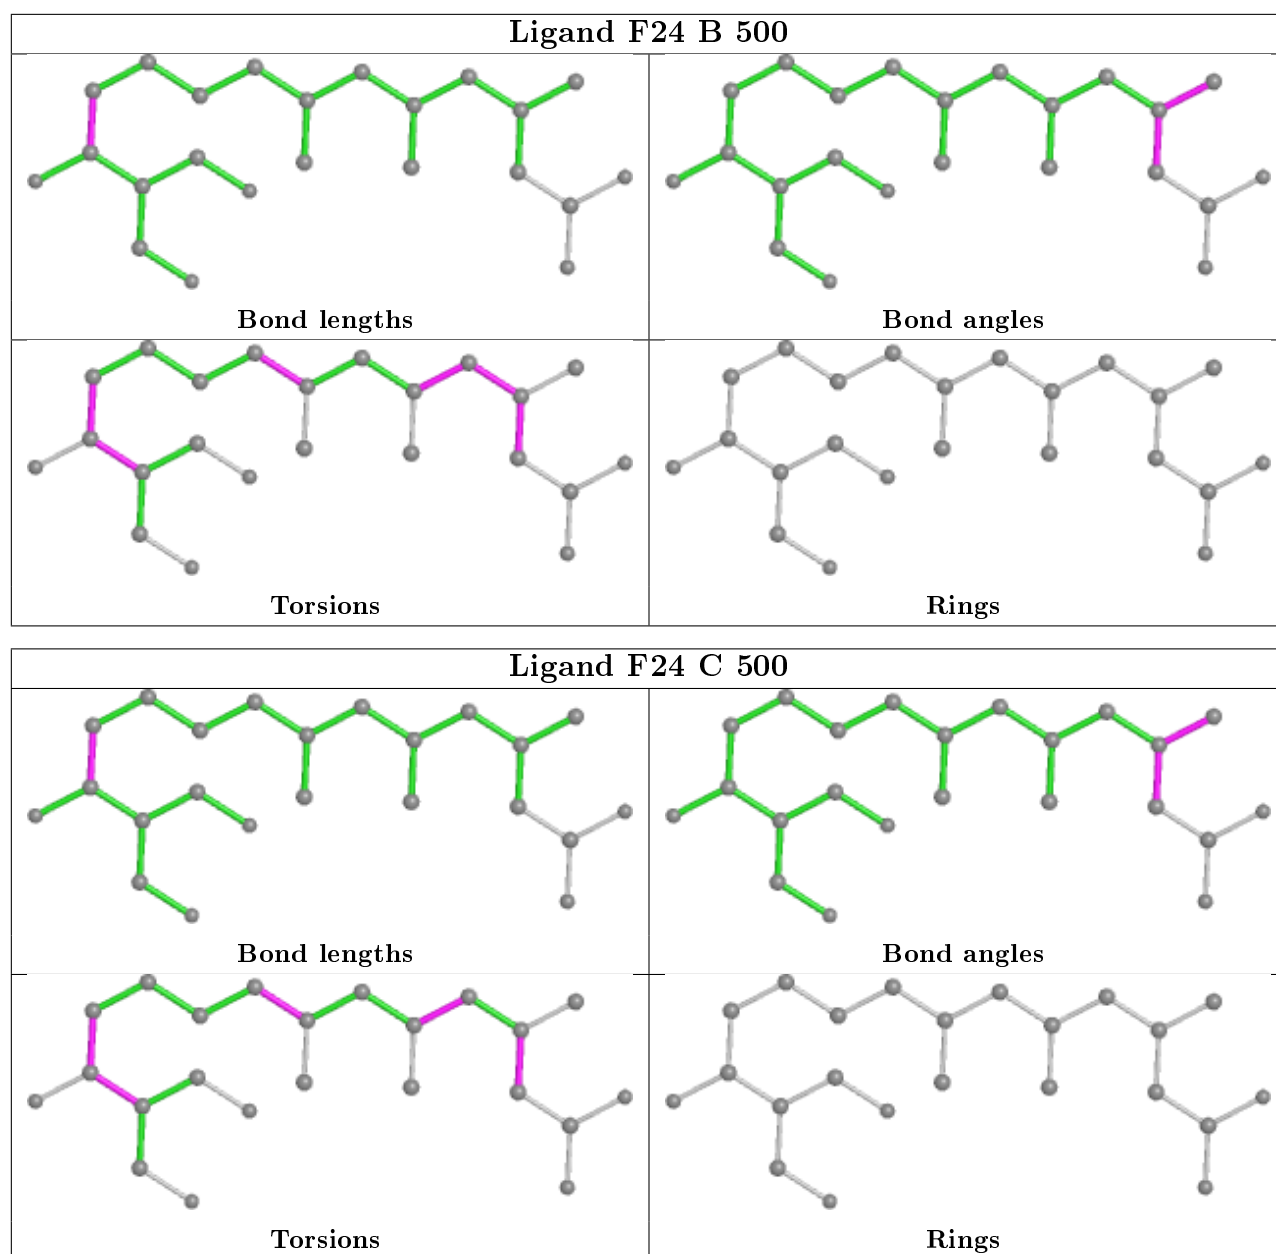 Ligand F24 B 500
Bond lengths
Bond angles
Torsions
Rings
Ligand F24 C 500
Bond lengths
Bond angles
Torsions
Rings